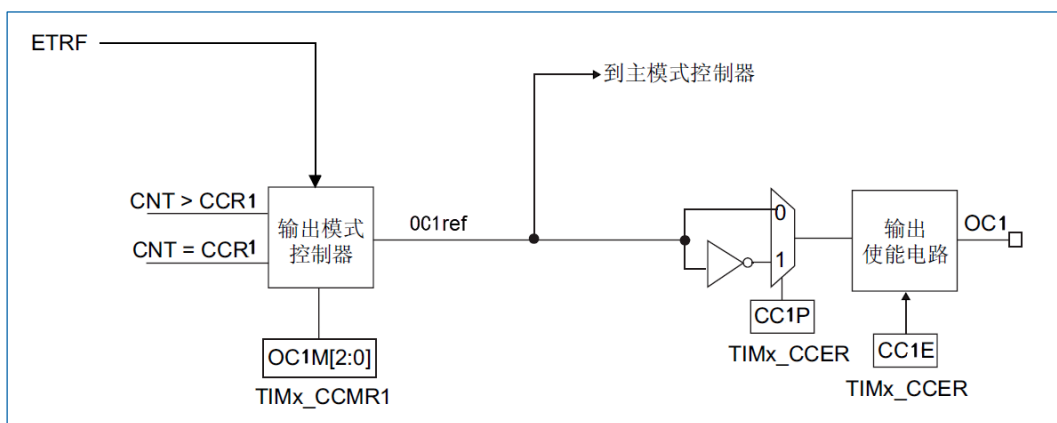 ETRF
到主模式控制器
CNT > CCR1
CNT = CCR1
输出模式
控制器
OC1ref
0
1
输出
使能电路
OC1
CC1P
TIMx_CCER
CC1E
TIMx_CCER
OC1M[2:0]
TIMx_CCMR1